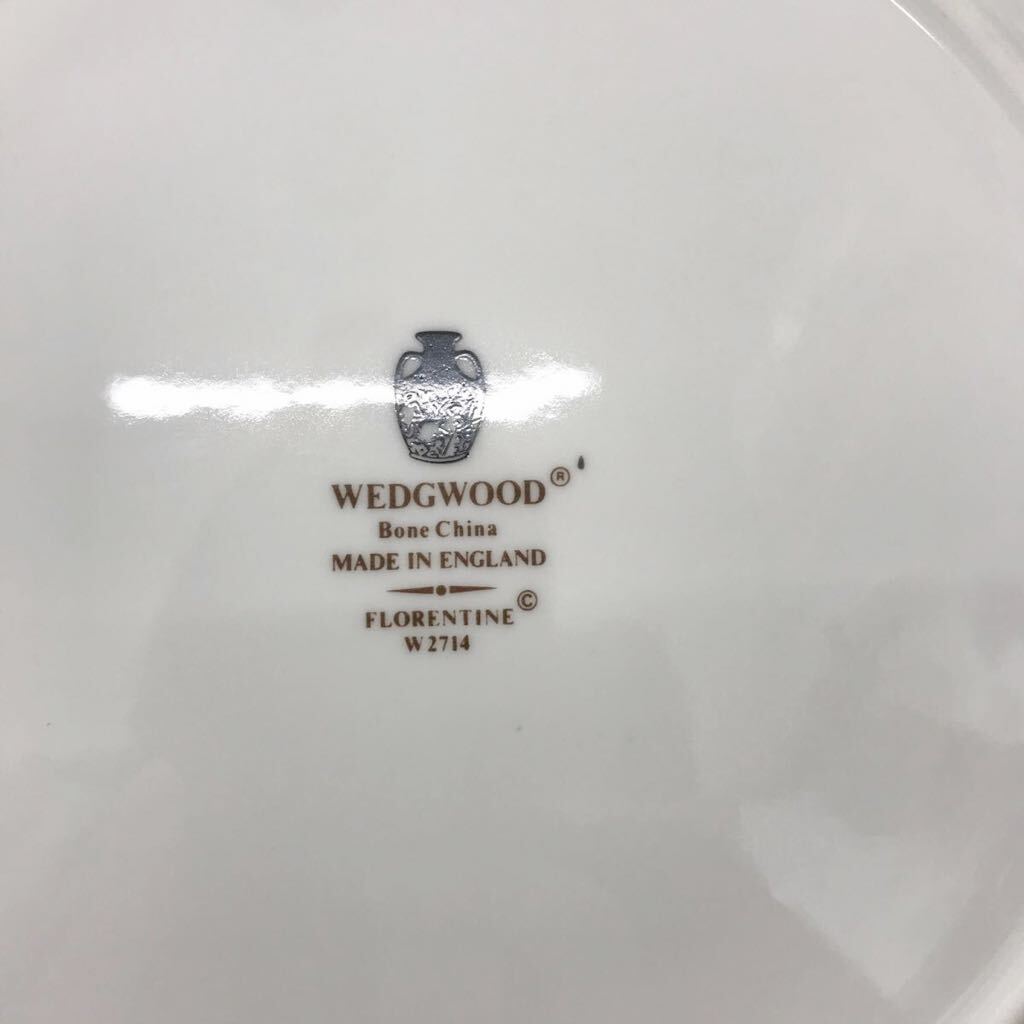 WEDGWOOD®
Bone China
MADE IN ENGLAND
FLORENTINE©
W2714